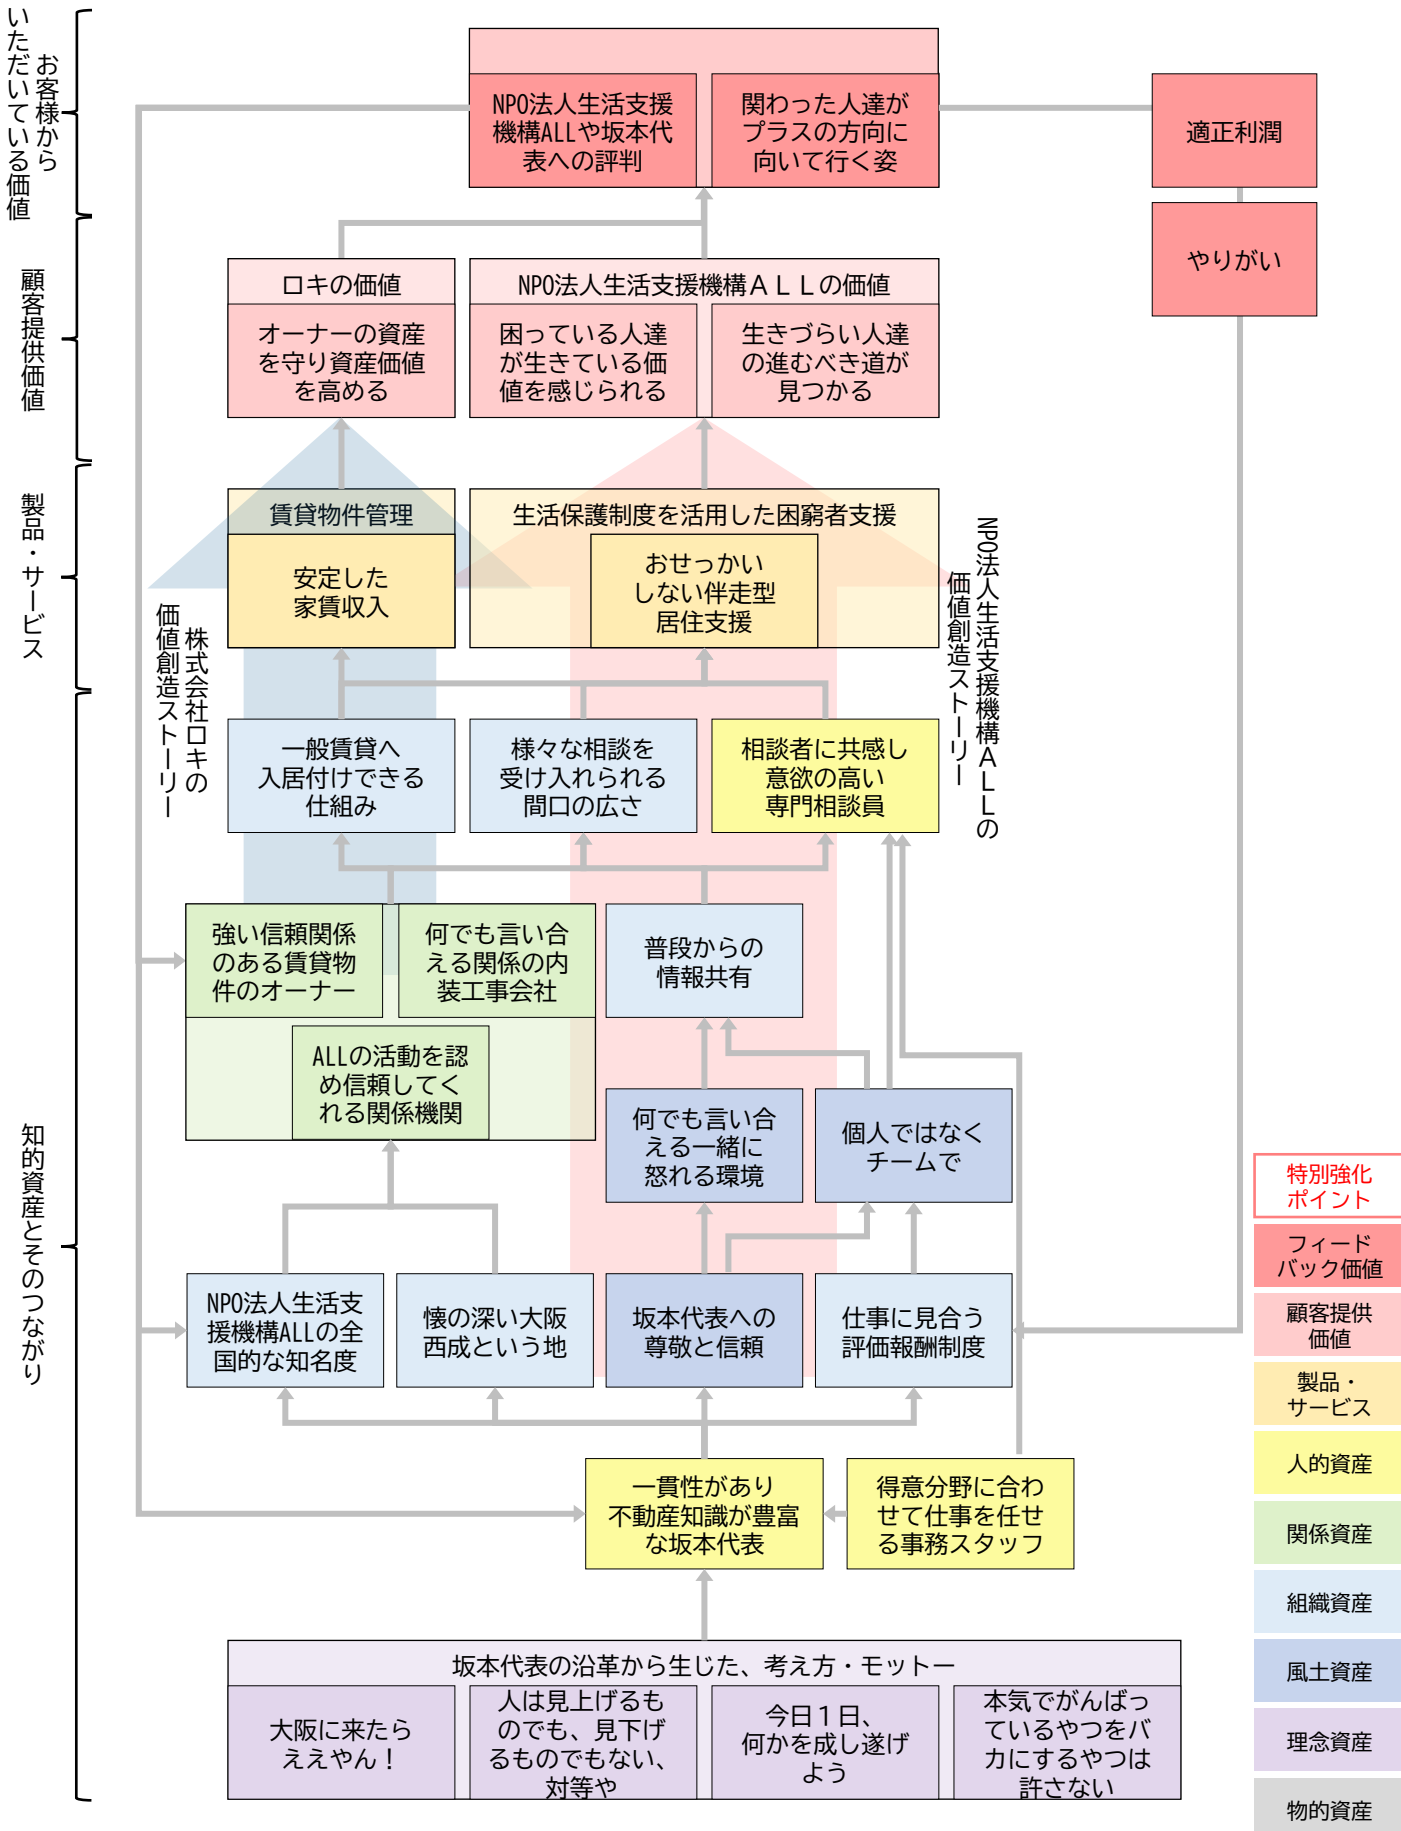 お客様から
いただいている価値
NPO法人生活支援
機構ALLや坂本代
表への評判
関わった人達が
プラスの方向に
向いて行く姿
適正利潤
やりがい
顧客提供価値
ロキの価値
オーナーの資産
を守り資産価値
を高める
NPO法人生活支援機構ＡＬＬの価値
困っている人達
が生きている価
値を感じられる
生きづらい人達
の進むべき道が
見つかる
製品・サービス
賃貸物件管理
安定した
家賃収入
生活保護制度を活用した困窮者支援
おせっかい
しない伴走型
居住支援
株式会社ロキの
価値創造ストーリー
NPO法人生活支援機構ＡＬＬの
価値創造ストーリー
知的資産とそのつながり
一般賃貸へ
入居付けできる
仕組み
様々な相談を
受け入れられる
間口の広さ
相談者に共感し
意欲の高い
専門相談員
強い信頼関係
のある賃貸物
件のオーナー
何でも言い合
える関係の内
装工事会社
ALLの活動を認
め信頼してく
れる関係機関
普段からの
情報共有
何でも言い合
える一緒に
怒れる環境
個人ではなく
チームで
NPO法人生活支
援機構ALLの全
国的な知名度
懐の深い大阪
西成という地
坂本代表への
尊敬と信頼
仕事に見合う
評価報酬制度
一貫性があり
不動産知識が豊富
な坂本代表
得意分野に合わ
せて仕事を任せ
る事務スタッフ
坂本代表の沿革から生じた、考え方・モットー
大阪に来たら
ええやん！
人は見上げるも
のでも、見下げ
るものでもない、
対等や
今日１日、
何かを成し遂げ
よう
本気でがんばっ
ているやつをバ
カにするやつは
許さない
特別強化
ポイント
フィード
バック価値
顧客提供
価値
製品・
サービス
人的資産
関係資産
組織資産
風土資産
理念資産
物的資産